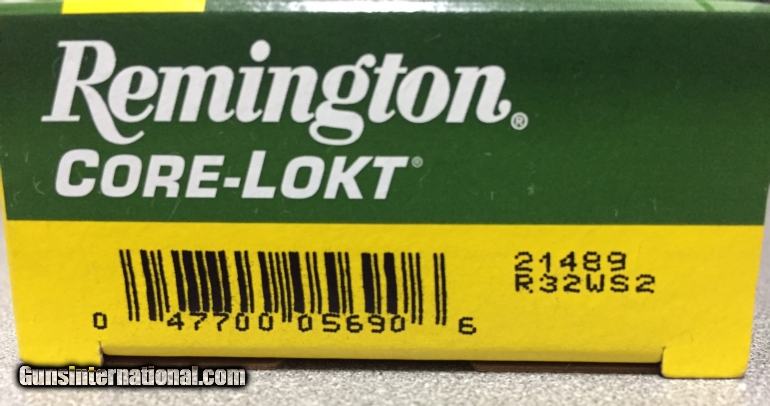 Remington®
CORE-LOKT®
21489
R32WS2
0 47700 05690 6
Gunsinternational.com